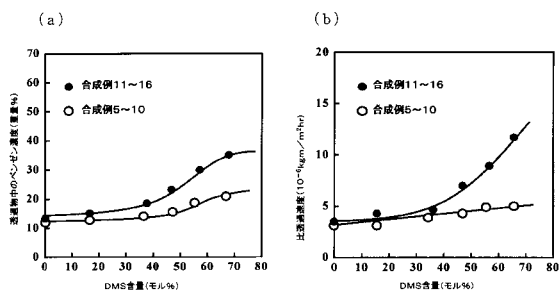 (a)
透過物中のベンゼン濃度(重量%)
70
60
50
40
30
20
10
0
0 10 20 30 40 50 60 70 80
DMS含量(モル%)
● 合成例11~16
○ 合成例5~10
(b)
比透過速度(10⁻⁶kgm/m²hr)
20
15
10
5
0
0 10 20 30 40 50 60 70 80
DMS含量(モル%)
● 合成例11~16
○ 合成例5~10